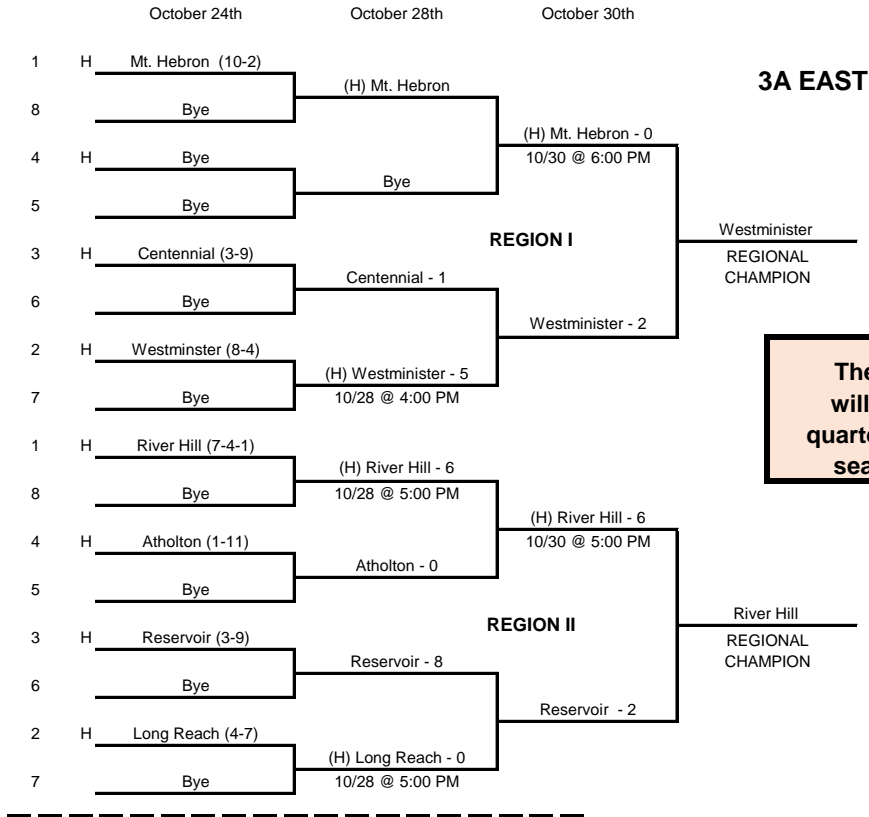 October 24th October 28th October 30th
1 H Mt. Hebron (10-2)
(H) Mt. Hebron
3A EAST
8 Bye
(H) Mt. Hebron - 0
4 H Bye
10/30 @ 6:00 PM
Bye
5 Bye
Westminister
REGION I
3 H Centennial (3-9)
REGIONAL
CHAMPION
Centennial - 1
6 Bye
Westminister - 2
2 H Westminster (8-4)
(H) Westminister - 5
7 Bye
10/28 @ 4:00 PM
The
will
quarte
sea
1 H River Hill (7-4-1)
(H) River Hill - 6
8 Bye
10/28 @ 5:00 PM
(H) River Hill - 6
4 H Atholton (1-11)
10/30 @ 5:00 PM
Atholton - 0
5 Bye
River Hill
REGION II
3 H Reservoir (3-9)
REGIONAL
CHAMPION
Reservoir - 8
6 Bye
Reservoir - 2
2 H Long Reach (4-7)
(H) Long Reach - 0
7 Bye
10/28 @ 5:00 PM